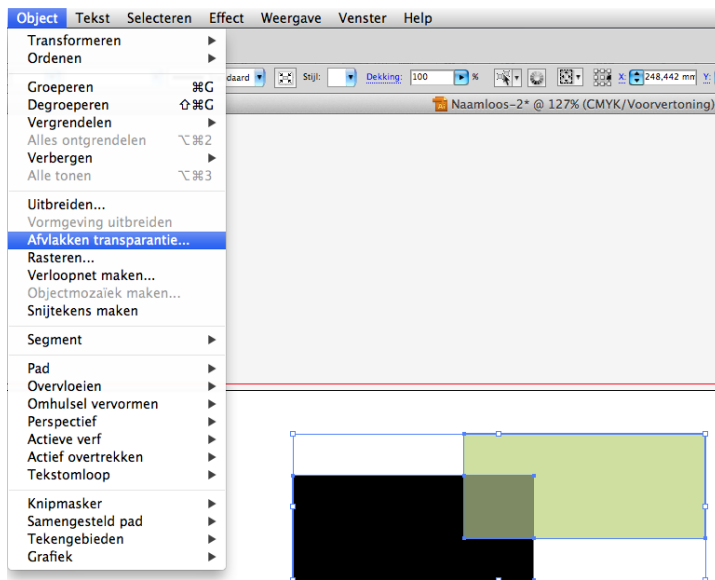 Object Tekst Selecteren Effect Weergave Venster Help
daard Stijl: Dekking: 100 % X: 248,442 mm Y:
Naamloos-2* @ 127% (CMYK/Voorvertoning)
Transformeren
Ordenen
Groeperen ⌘G
Degroeperen ⇧⌘G
Vergrendelen
Alles ontgrendelen ⌥⌘2
Verbergen
Alle tonen ⌥⌘3
Uitbreiden...
Vormgeving uitbreiden
Afvlakken transparantie...
Rasteren...
Verloopnet maken...
Objectmozaïek maken...
Snijtekens maken
Segment
Pad
Overvloeien
Omhulsel vervormen
Perspectief
Actieve verf
Actief overtrekken
Tekstomloop
Knipmasker
Samengesteld pad
Tekengebieden
Grafiek